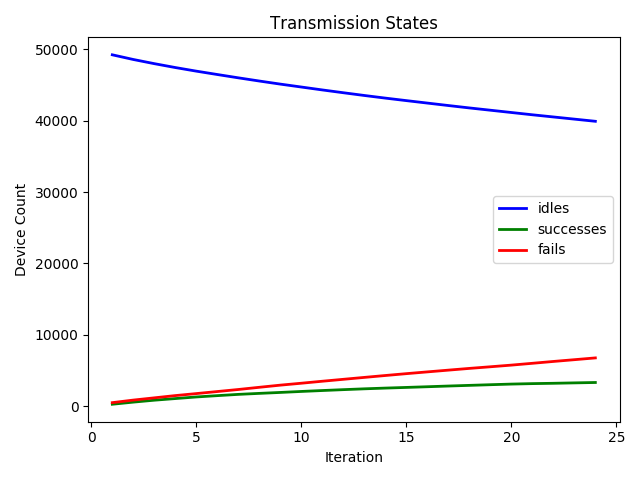 Transmission States
Device Count
50000
40000
30000
20000
10000
0
idles
successes
fails
0 5 10 15 20 25
Iteration